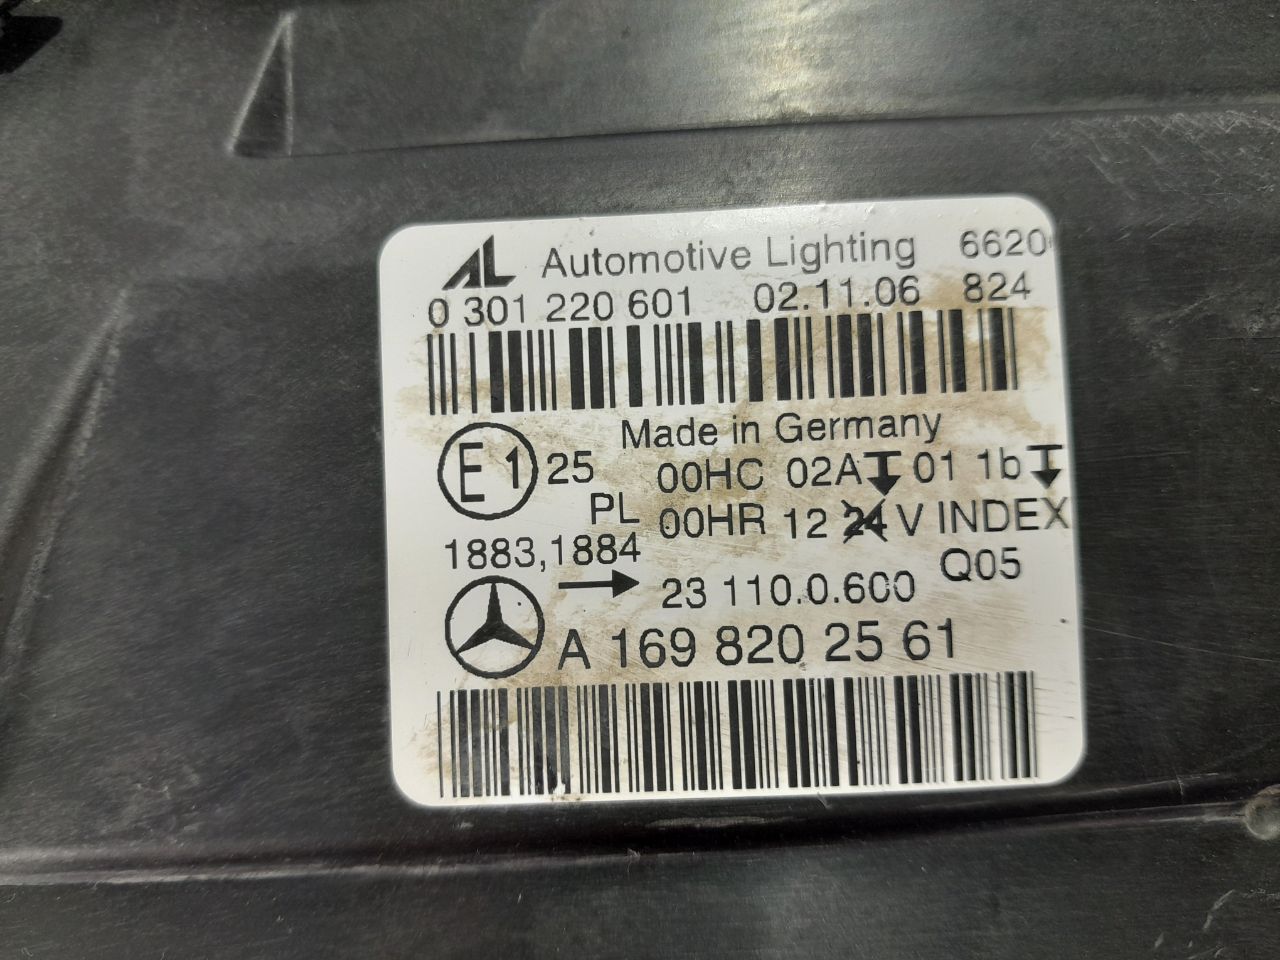 AL Automotive Lighting 6620
0 301 220 601 02.11.06 824
Made in Germany
E1 25 00HC 02A 01 1b
PL 00HR 12 24 V INDEX
1883,1884 Q05
→ 23 110.0.600
A 169 820 25 61